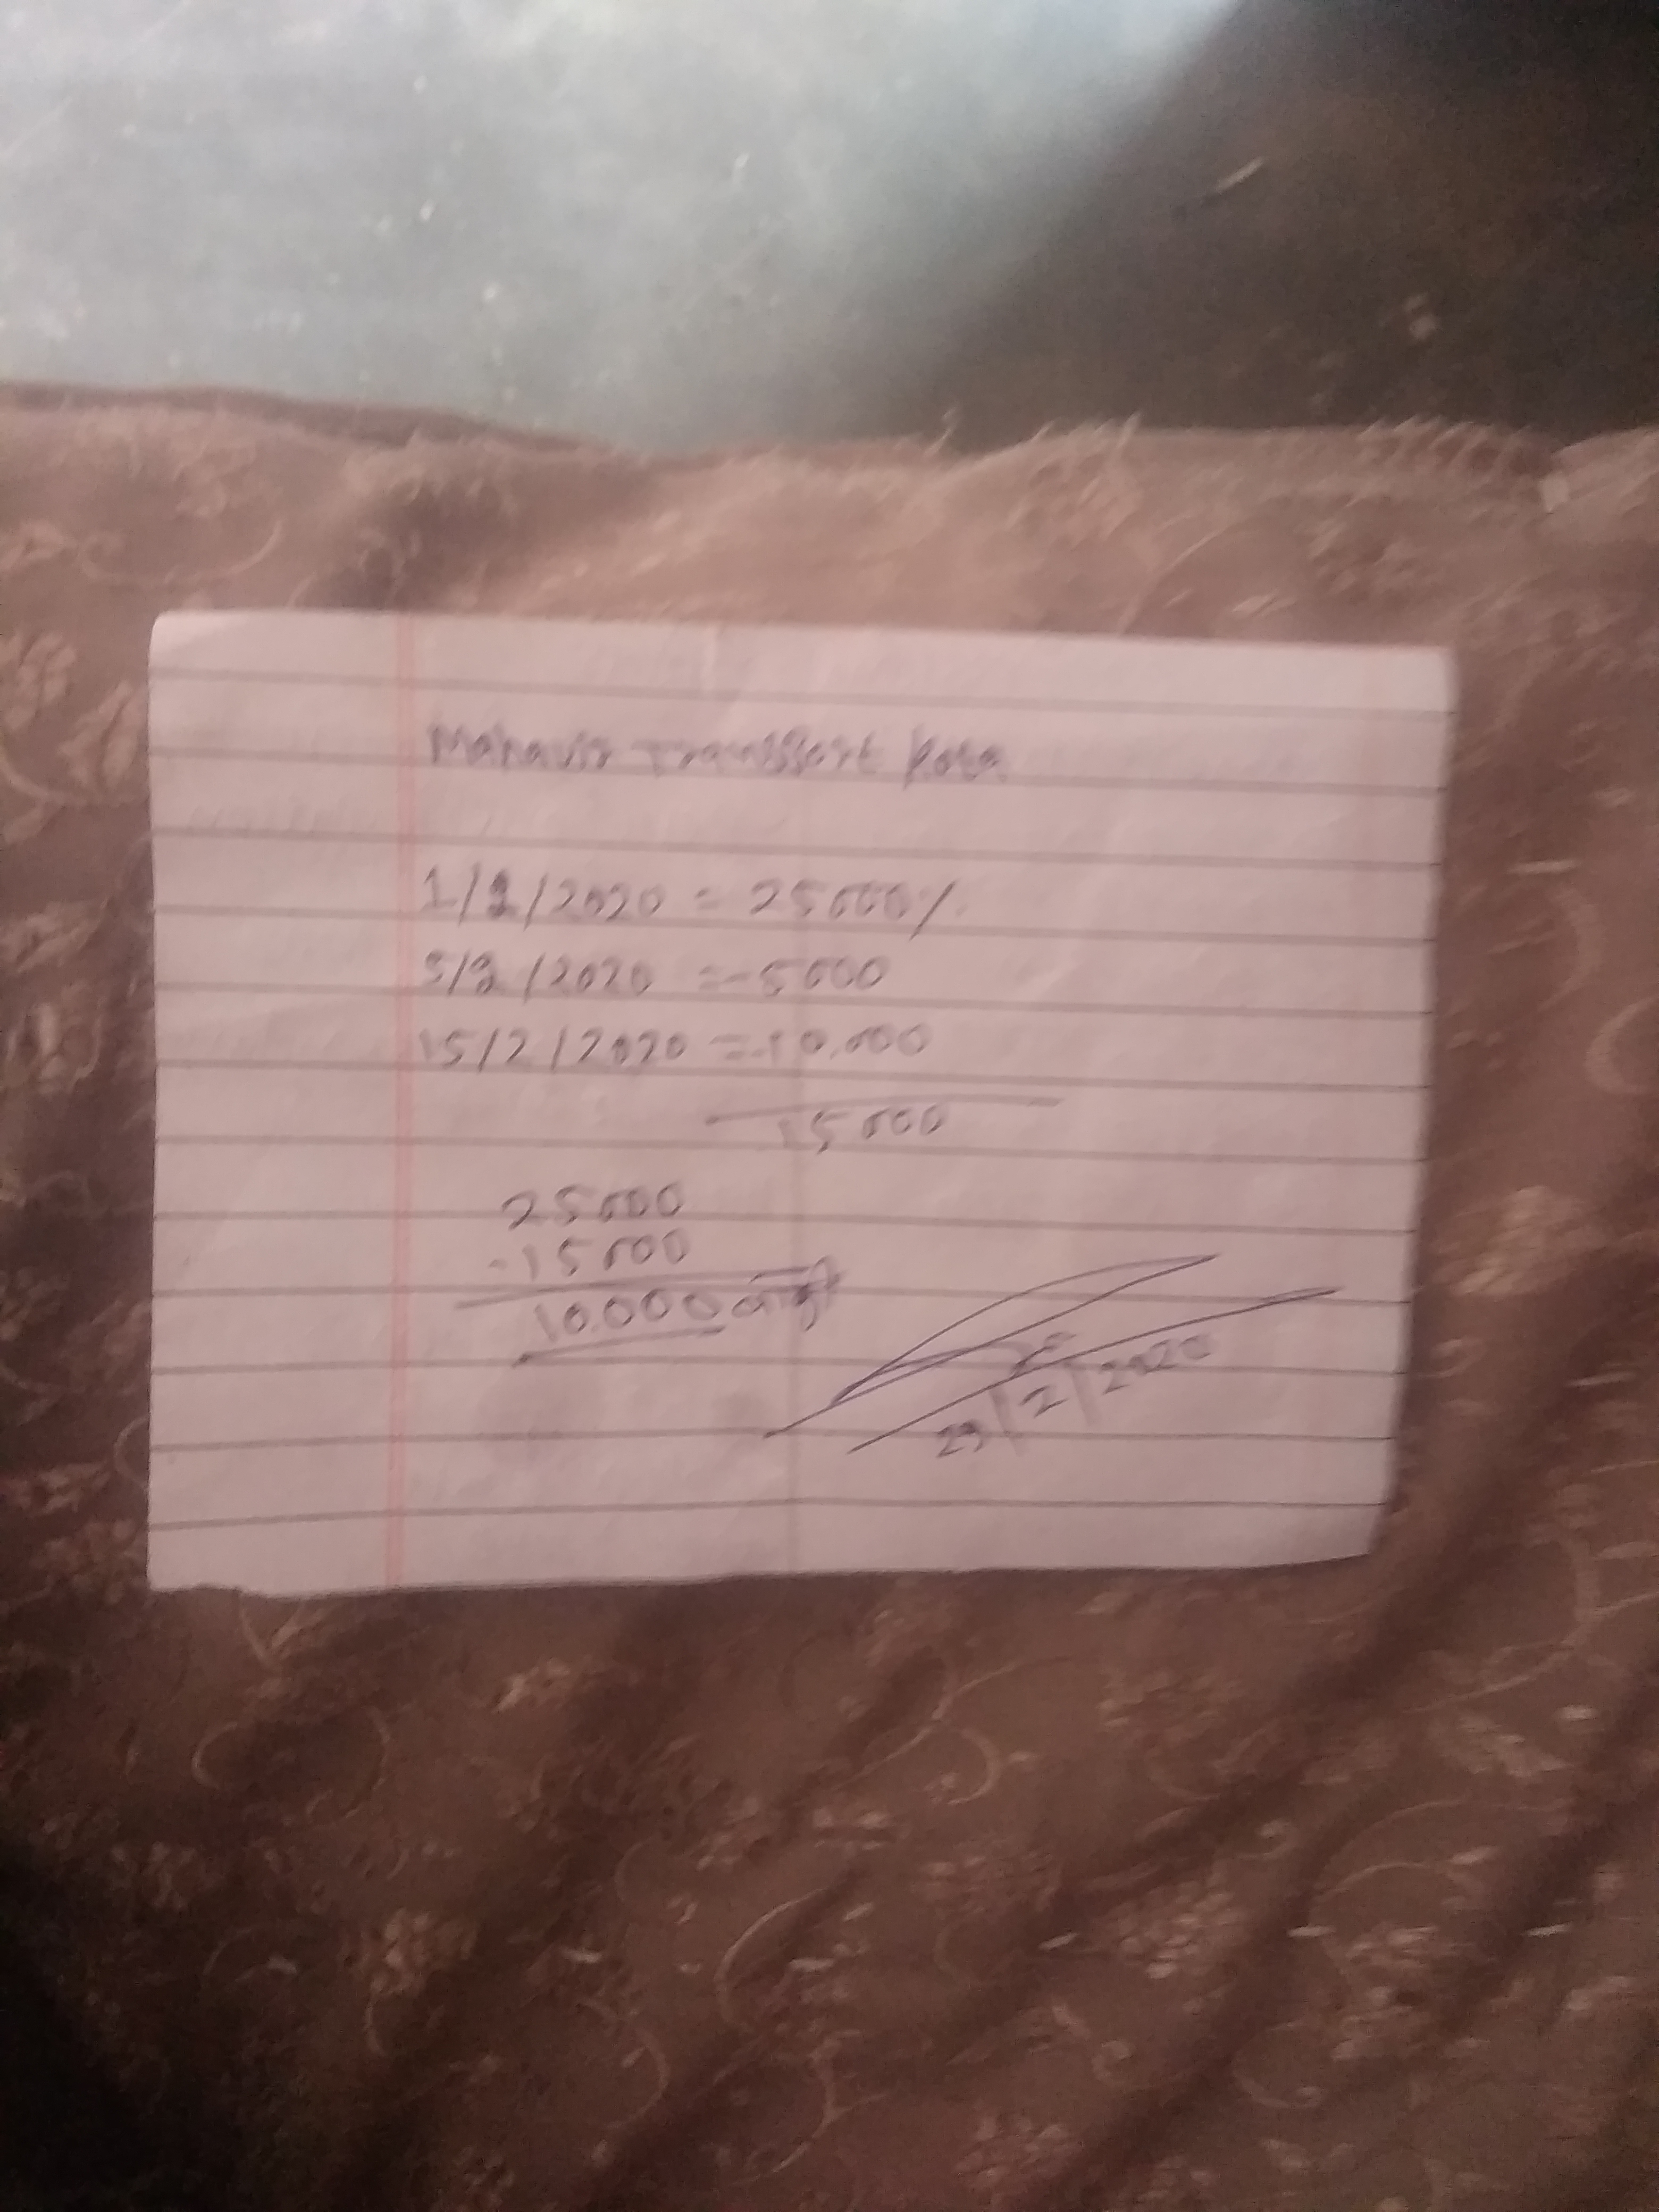 Mahavir Transport Kota
1/2/2020 = 25000/.
5/2/2020 =-5000
15/2/2020 =-10,000
15000
25000
-15000
10.000 बाकी
29/2/2020